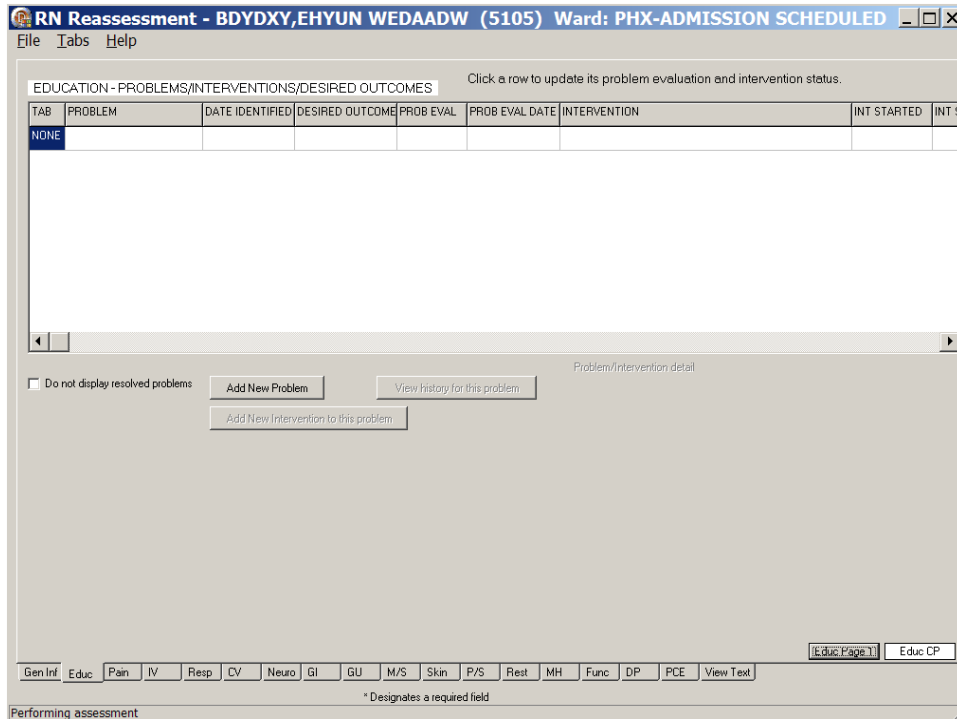 RN Reassessment - BDYDXY,EHYUN WEDAADW (5105) Ward: PHX-ADMISSION SCHEDULED
File Tabs Help
EDUCATION - PROBLEMS/INTERVENTIONS/DESIRED OUTCOMES Click a row to update its problem evaluation and intervention status.
TAB PROBLEM DATE IDENTIFIED DESIRED OUTCOME PROB EVAL PROB EVAL DATE INTERVENTION INT STARTED INT
NONE
Problem/Intervention detail
Do not display resolved problems Add New Problem View history for this problem
Add New Intervention to this problem
Educ Page 1 Educ CP
Gen Inf Educ Pain IV Resp CV Neuro GI GU M/S Skin P/S Rest MH Func DP PCE View Text
* Designates a required field
Performing assessment